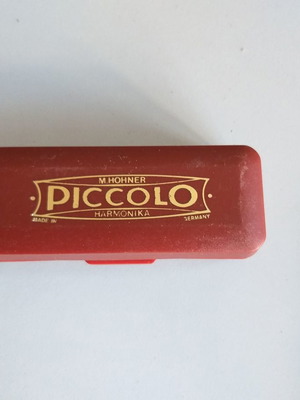 M.HOHNER
PICCOLO
HARMONIKA
MADE IN GERMANY